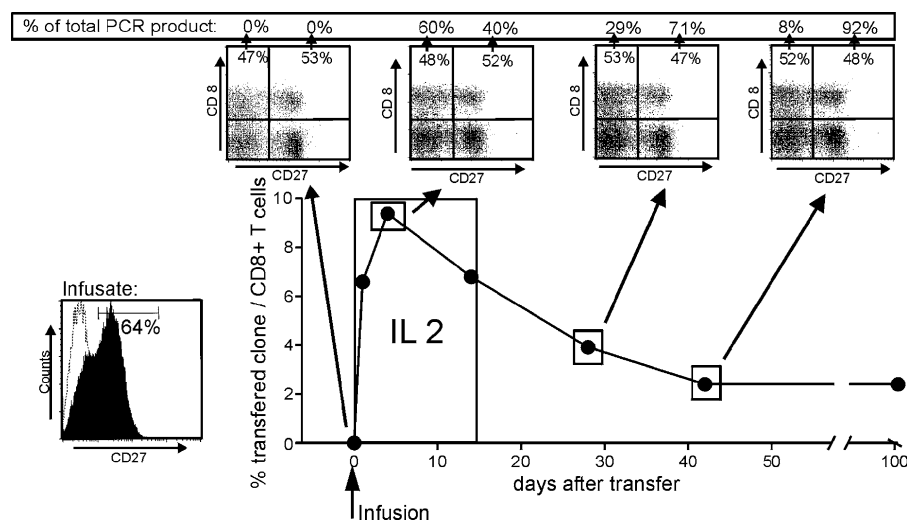 % of total PCR product: 0% 0% 60% 40% 29% 71% 8% 92%
47% 53% 48% 52% 53% 47% 52% 48%
CD 8 CD 8 CD 8 CD 8
CD27 CD27 CD27 CD27
% transferred clone / CD8+ T cells
10
8
6
4
2
0
IL 2
Infusate:
64%
Counts
CD27
0 10 20 30 40 50 100
days after transfer
Infusion